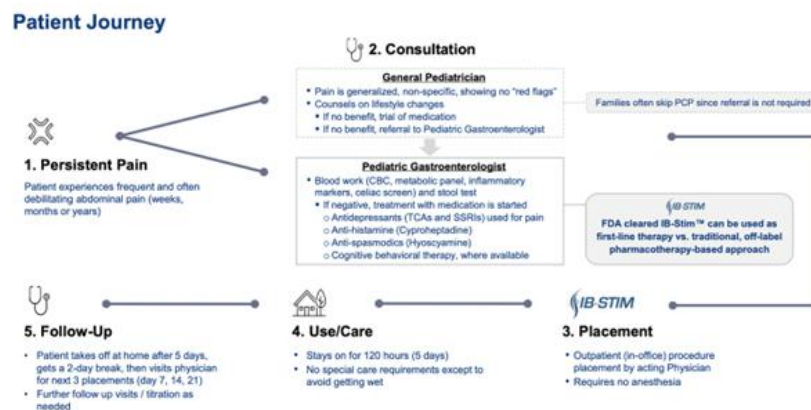 Patient Journey
2. Consultation
General Pediatrician
• Pain is generalized, non-specific, showing no "red flags"
• Counsels on lifestyle changes
• If no benefit, trial of medication
• If no benefit, referral to Pediatric Gastroenterologist
Families often skip PCP since referral is not required
1. Persistent Pain
Patient experiences frequent and often
debilitating abdominal pain (weeks,
months or years)
Pediatric Gastroenterologist
• Blood work (CBC, metabolic panel, inflammatory
markers, celiac screen) and stool test
• If negative, treatment with medication is started
o Antidepressants (TCAs and SSRIs) used for pain
o Anti-histamine (Cyproheptadine)
o Anti-spasmodics (Hyoscyamine)
o Cognitive behavioral therapy, where available
IB-STIM
FDA cleared IB-Stim™ can be used as
first-line therapy vs. traditional, off-label
pharmacotherapy-based approach
5. Follow-Up
• Patient takes off at home after 5 days,
gets a 2-day break, then visits physician
for next 3 placements (day 7, 14, 21)
• Further follow up visits / titration as
needed
4. Use/Care
• Stays on for 120 hours (5 days)
• No special care requirements except to
avoid getting wet
IB-STIM
3. Placement
• Outpatient (in-office) procedure
placement by acting Physician
• Requires no anesthesia